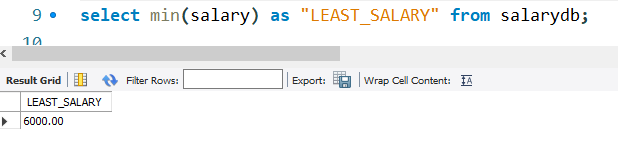 9 select min(salary) as "LEAST_SALARY" from salarydb;
10
Result Grid Filter Rows: Export: Wrap Cell Content: IA
LEAST_SALARY
6000.00